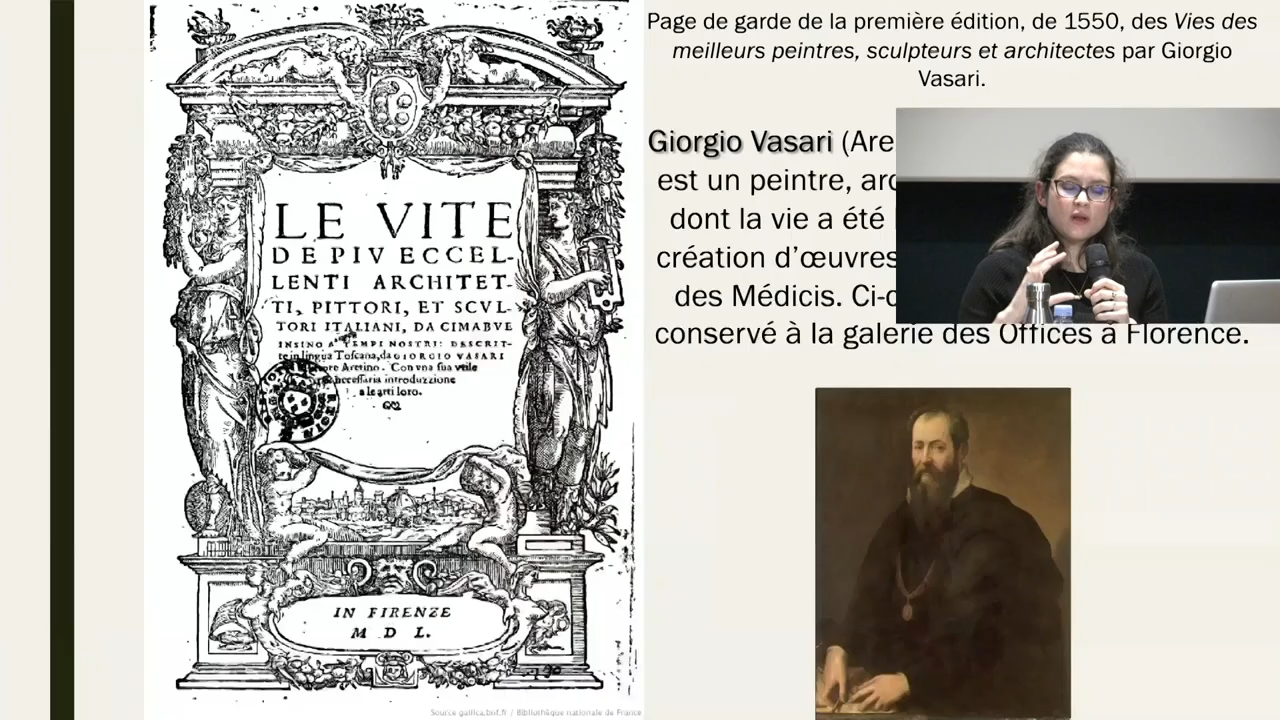 Page de garde de la première édition, de 1550, des Vies des
meilleurs peintres, sculpteurs et architectes par Giorgio
Vasari.
Giorgio Vasari (Are
est un peintre, arc
dont la vie a été
création d'œuvres
des Médicis. Ci-d
conservé à la galerie des Offices à Florence.
LE VITE
DE PIV ECCEL-
LENTI ARCHITET-
TI, PITTORI, ET SCVL-
TORI ITALIANI, DA CIMABVE
INSINO A' TEMPI NOSTRI: DESCRIT-
te in lingua Toscana, da GIORGIO VASARI
Aretino. Con vna sua vtile
necessaria introduzzione
a le arti loro.
IN FIRENZE
M D L.
Source gallica.bnf.fr / Bibliothèque nationale de France